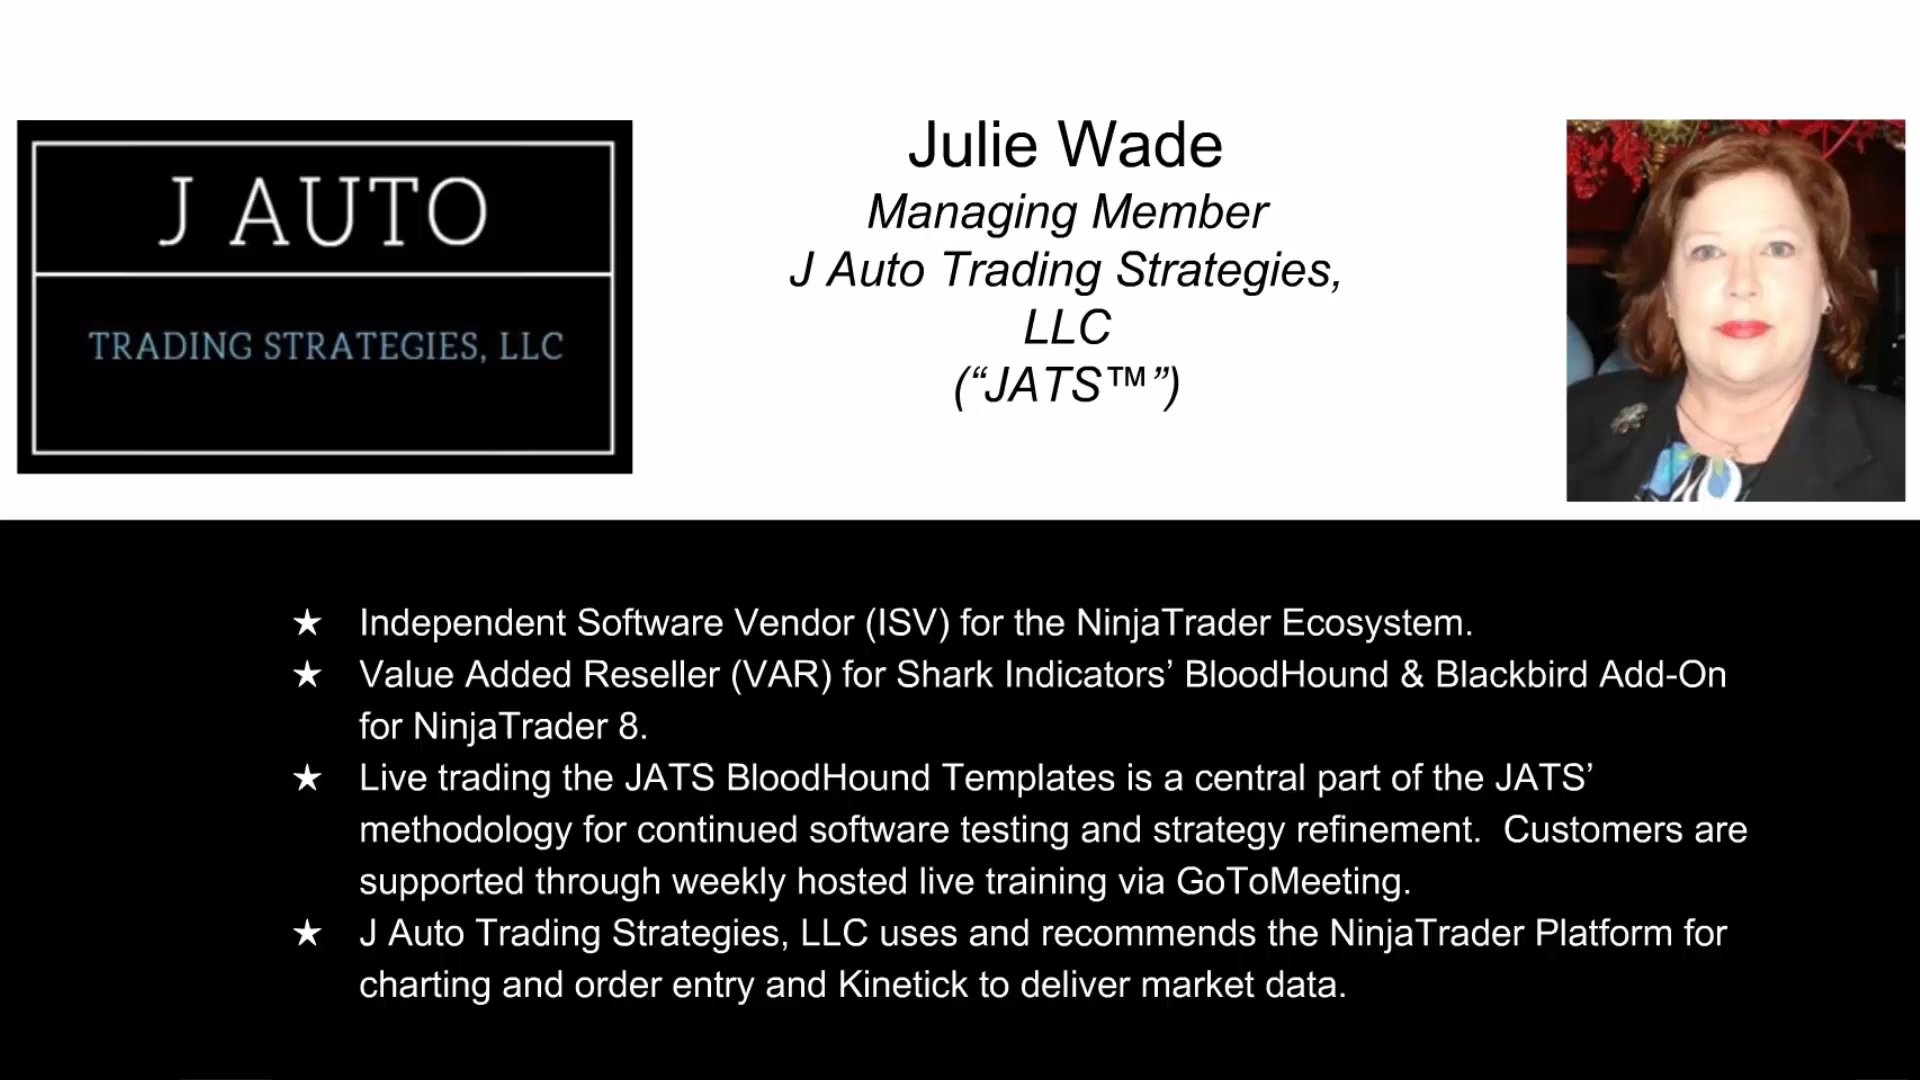 J AUTO
TRADING STRATEGIES, LLC
Julie Wade
Managing Member
J Auto Trading Strategies,
LLC
(“JATS™”)
★ Independent Software Vendor (ISV) for the NinjaTrader Ecosystem.
★ Value Added Reseller (VAR) for Shark Indicators’ BloodHound & Blackbird Add-On
for NinjaTrader 8.
★ Live trading the JATS BloodHound Templates is a central part of the JATS’
methodology for continued software testing and strategy refinement.  Customers are
supported through weekly hosted live training via GoToMeeting.
★ J Auto Trading Strategies, LLC uses and recommends the NinjaTrader Platform for
charting and order entry and Kinetick to deliver market data.